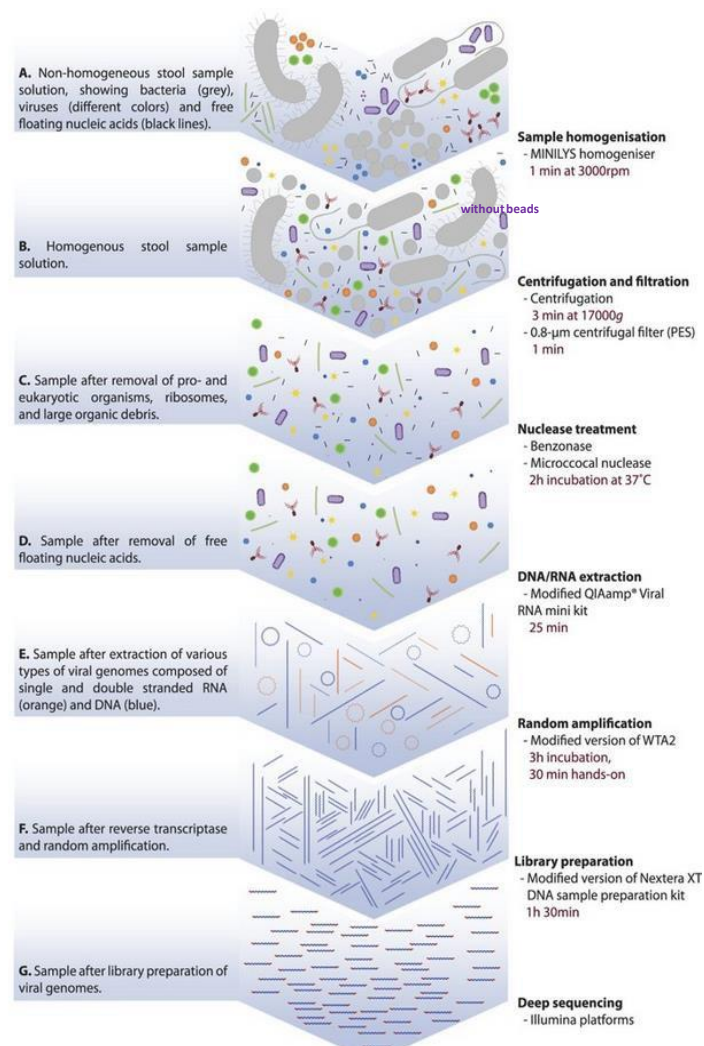 A. Non-homogeneous stool sample
solution, showing bacteria (grey),
viruses (different colors) and free
floating nucleic acids (black lines).
Sample homogenisation
- MINILYS homogeniser
1 min at 3000rpm
without beads
B. Homogenous stool sample
solution.
Centrifugation and filtration
- Centrifugation
3 min at 17000g
- 0.8-µm centrifugal filter (PES)
1 min
C. Sample after removal of pro- and
eukaryotic organisms, ribosomes,
and large organic debris.
Nuclease treatment
- Benzonase
- Microccocal nuclease
2h incubation at 37˚C
D. Sample after removal of free
floating nucleic acids.
DNA/RNA extraction
- Modified QIAamp® Viral
RNA mini kit
25 min
E. Sample after extraction of various
types of viral genomes composed of
single and double stranded RNA
(orange) and DNA (blue).
Random amplification
- Modified version of WTA2
3h incubation,
30 min hands-on
F. Sample after reverse transcriptase
and random amplification.
Library preparation
- Modified version of Nextera XT
DNA sample preparation kit
1h 30min
G. Sample after library preparation of
viral genomes.
Deep sequencing
- Illumina platforms